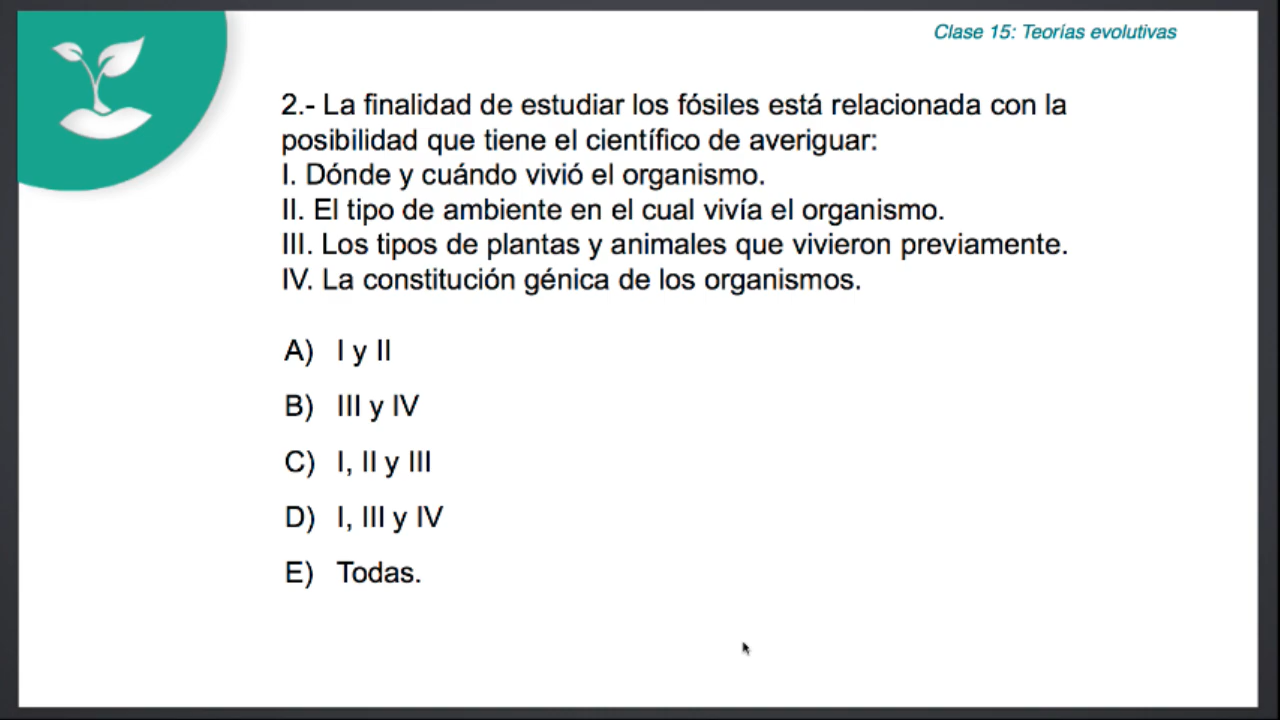 Clase 15: Teorías evolutivas
2.- La finalidad de estudiar los fósiles está relacionada con la
posibilidad que tiene el científico de averiguar:
I. Dónde y cuándo vivió el organismo.
II. El tipo de ambiente en el cual vivía el organismo.
III. Los tipos de plantas y animales que vivieron previamente.
IV. La constitución génica de los organismos.
A) I y II
B) III y IV
C) I, II y III
D) I, III y IV
E) Todas.